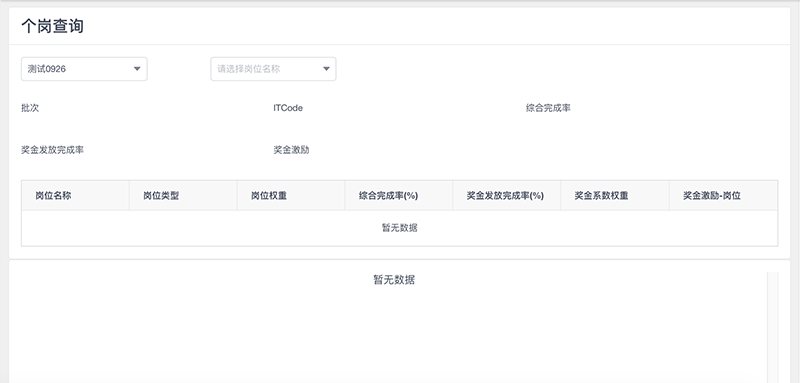 个岗查询
测试0926 请选择岗位名称
批次 ITCode 综合完成率
奖金发放完成率 奖金激励
岗位名称 岗位类型 岗位权重 综合完成率(%) 奖金发放完成率(%) 奖金系数权重 奖金激励-岗位
暂无数据
暂无数据